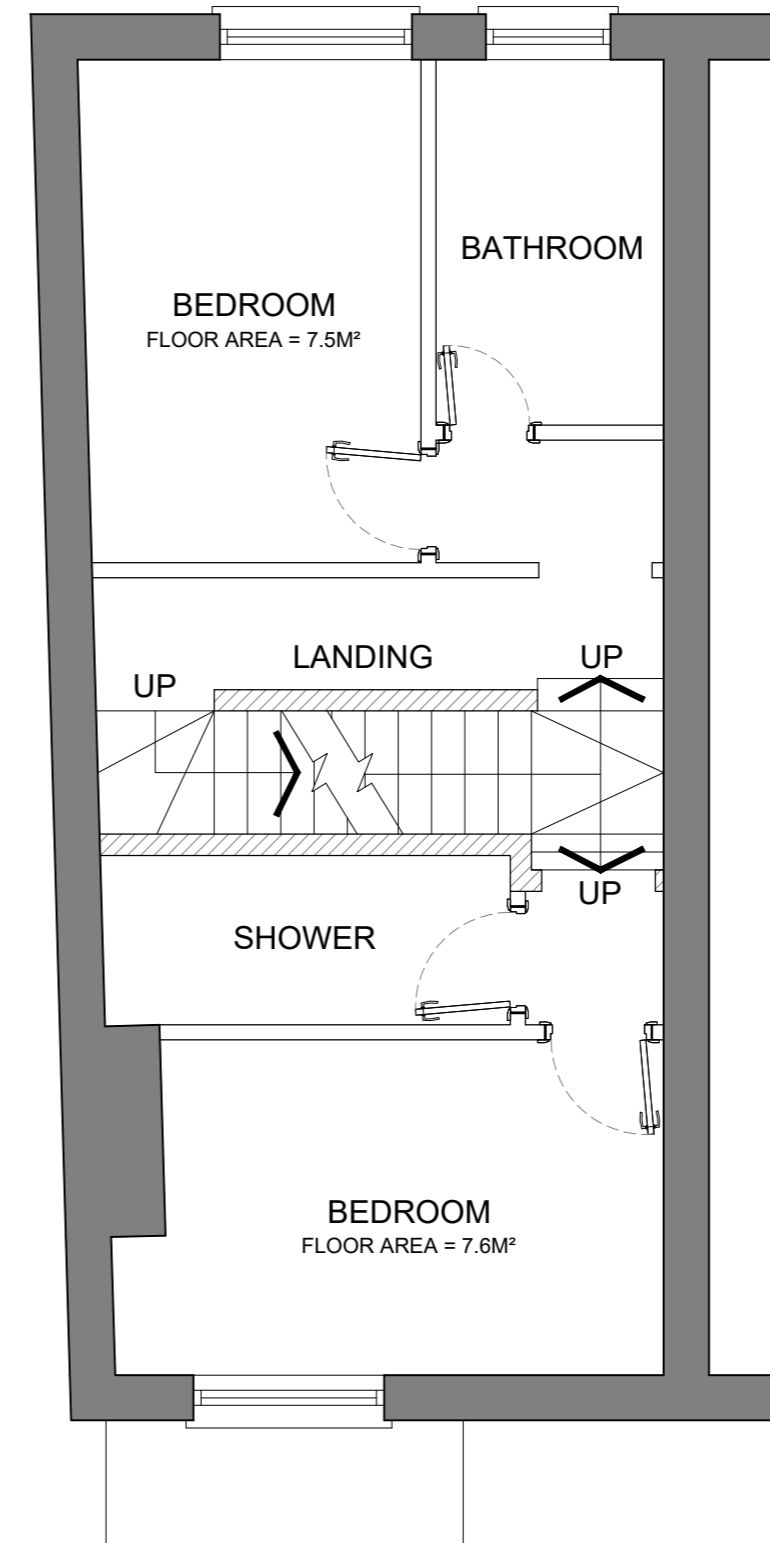 BATHROOM
BEDROOM
FLOOR AREA = 7.5M²
LANDING
UP
UP
UP
SHOWER
BEDROOM
FLOOR AREA = 7.6M²